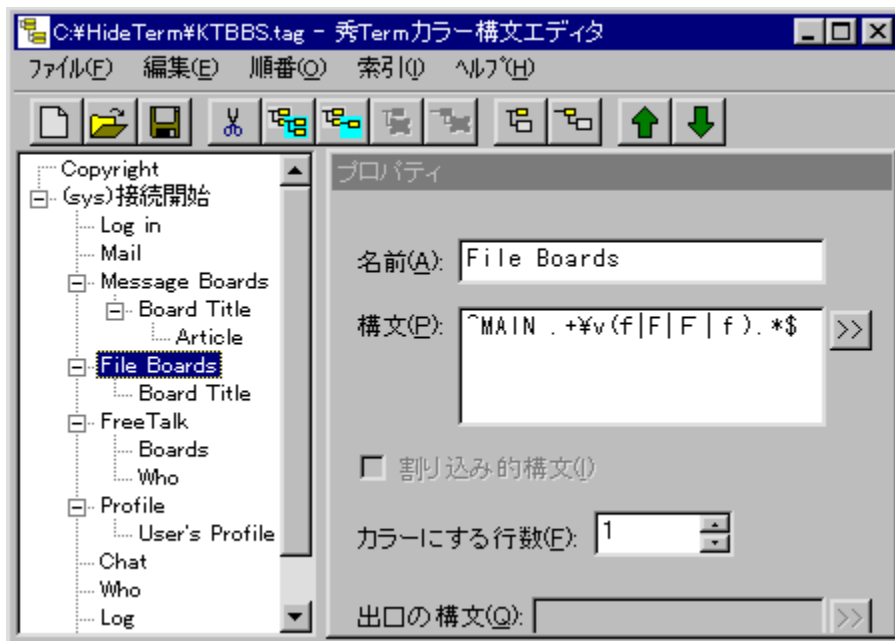 C:¥HideTerm¥KTBBS.tag - 秀Termカラー構文エディタ
ファイル(F) 編集(E) 順番(O) 索引(I) ヘルプ(H)
Copyright
(sys)接続開始
Log in
Mail
Message Boards
Board Title
Article
File Boards
Board Title
FreeTalk
Boards
Who
Profile
User's Profile
Chat
Who
Log
プロパティ
名前(A): File Boards
構文(P): ^MAIN .+¥v(f|F|Ｆ|ｆ).*$
>>
割り込み的構文(I)
カラーにする行数(F): 1
出口の構文(Q):
>>